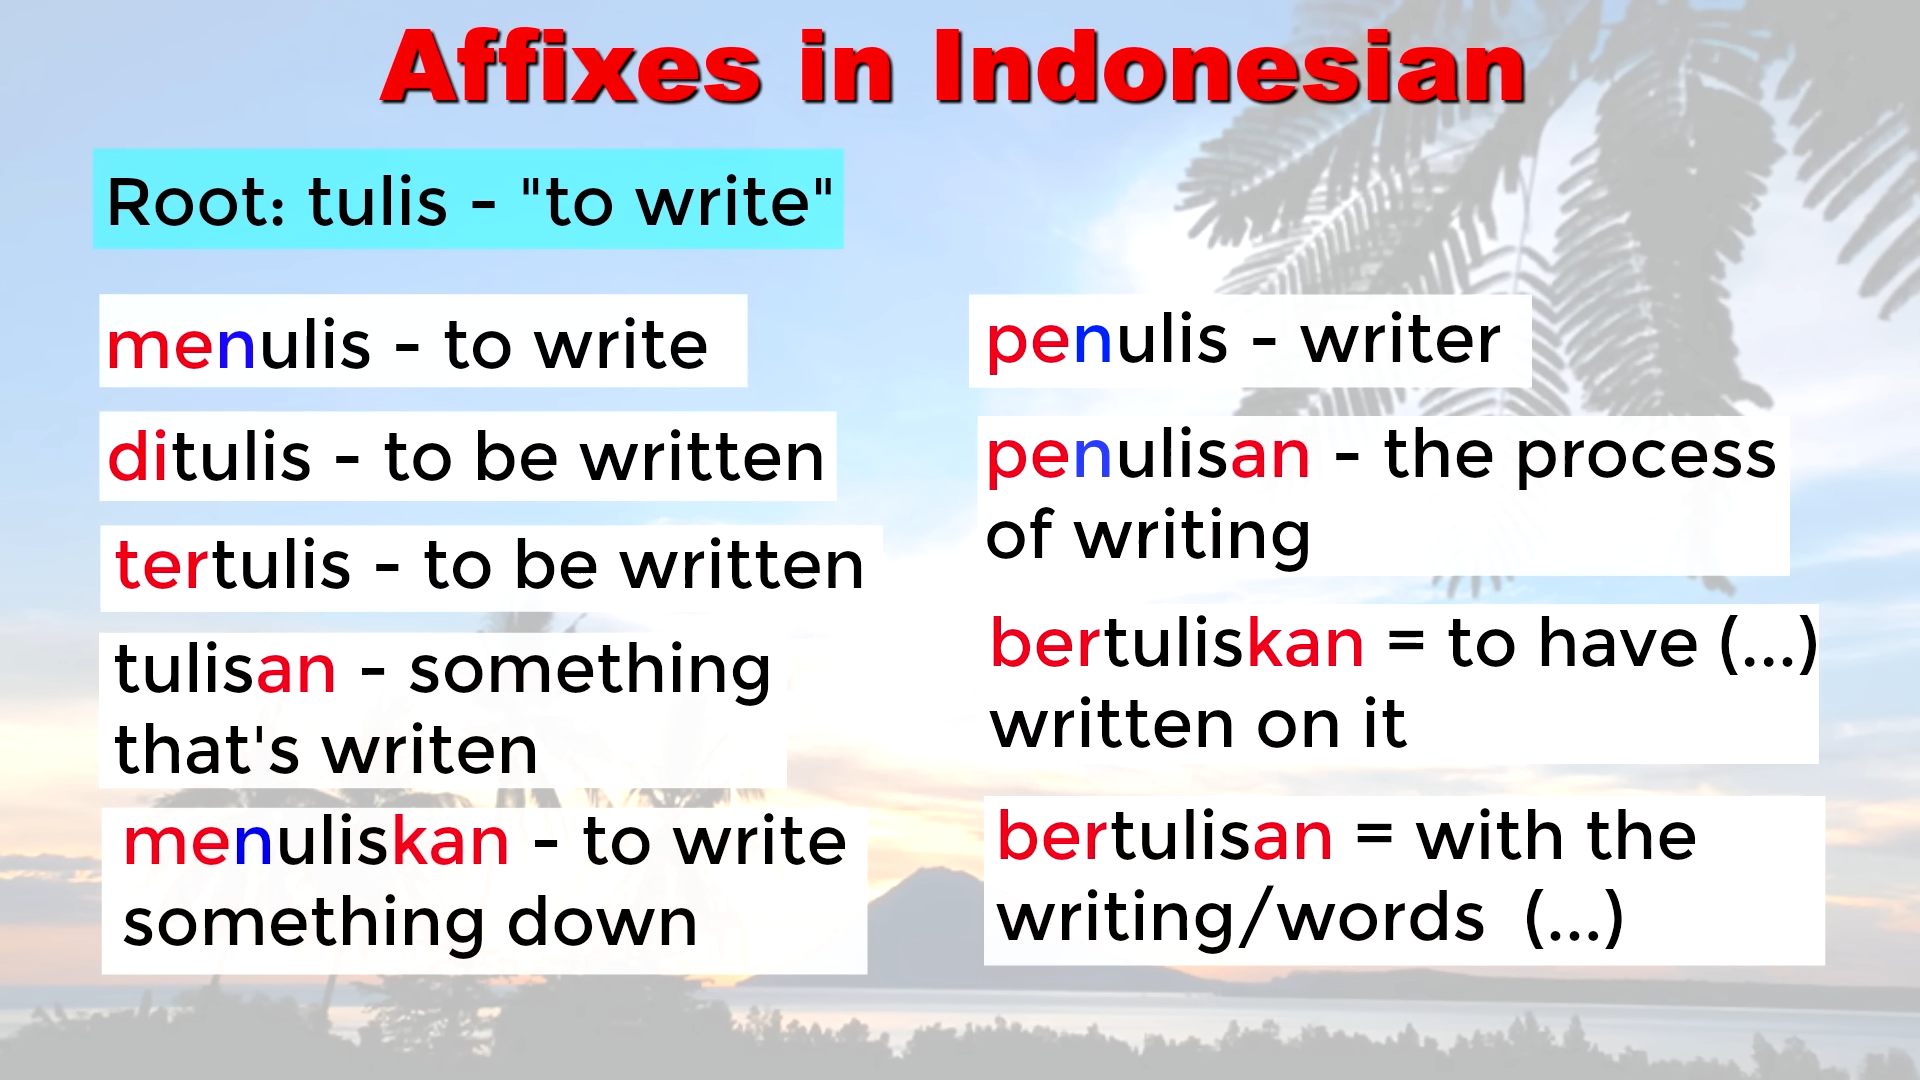 Affixes in Indonesian
Root: tulis - "to write"
menulis - to write
ditulis - to be written
tertulis - to be written
tulisan - something
that's writen
menuliskan - to write
something down
penulis - writer
penulisan - the process
of writing
bertuliskan = to have (...)
written on it
bertulisan = with the
writing/words (...)